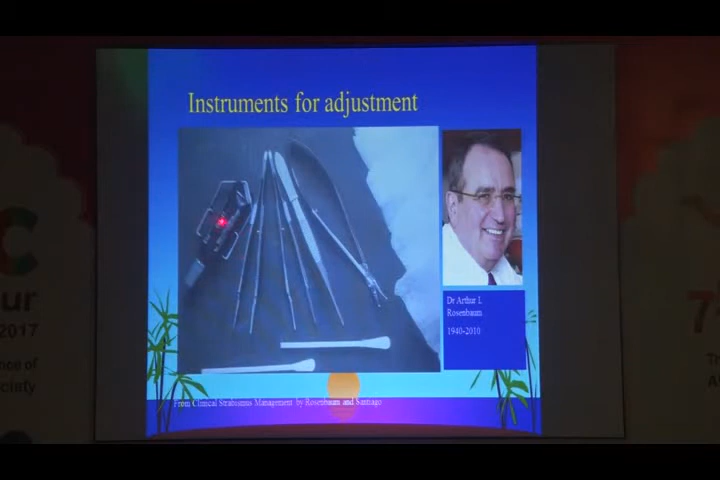 Instruments for adjustment
Dr Arthur L
Rosenbaum
1940-2010
From Clinical Strabismus Management by Rosenbaum and Santiago
C
ur
2017
ence of
ciety
7